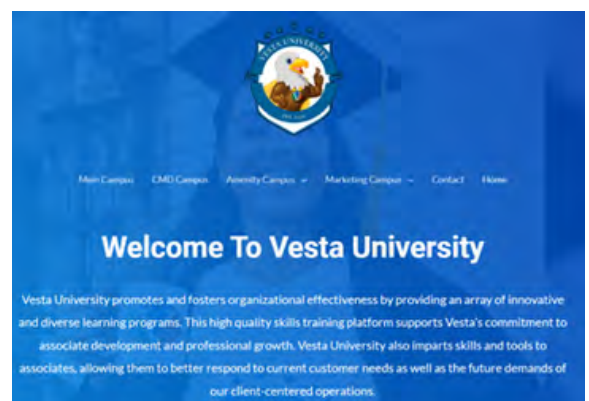 VESTA UNIVERSITY
Main Campus CMD Campus Amenity Campus Marketing Campus Contact Home
Welcome To Vesta University
Vesta University promotes and fosters organizational effectiveness by providing an array of innovative
and diverse learning programs. This high quality skills training platform supports Vesta's commitment to
associate development and professional growth. Vesta University also imparts skills and tools to
associates, allowing them to better respond to current customer needs as well as the future demands of
our client-centered operations.